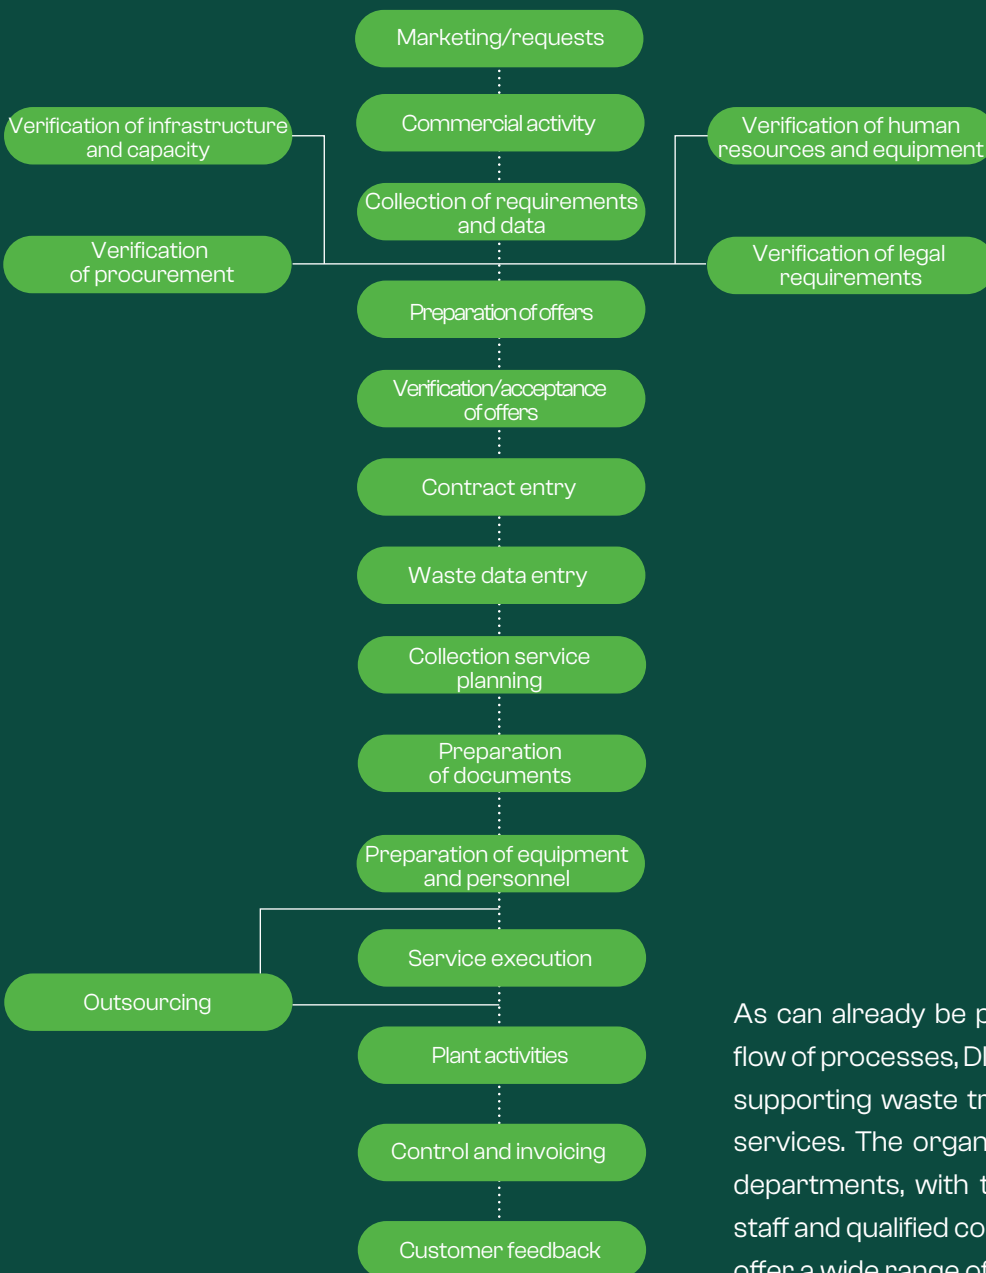 Marketing/requests
Verification of infrastructure
and capacity
Commercial activity
Verification of human
resources and equipment
Collection of requirements
and data
Verification
of procurement
Verification of legal
requirements
Preparation of offers
Verification/acceptance
of offers
Contract entry
Waste data entry
Collection service
planning
Preparation
of documents
Preparation of equipment
and personnel
Service execution
Outsourcing
Plant activities
Control and invoicing
Customer feedback
As can already be
flow of processes,
supporting waste
services. The
departments, with
staff and qualified
offer a wide range of